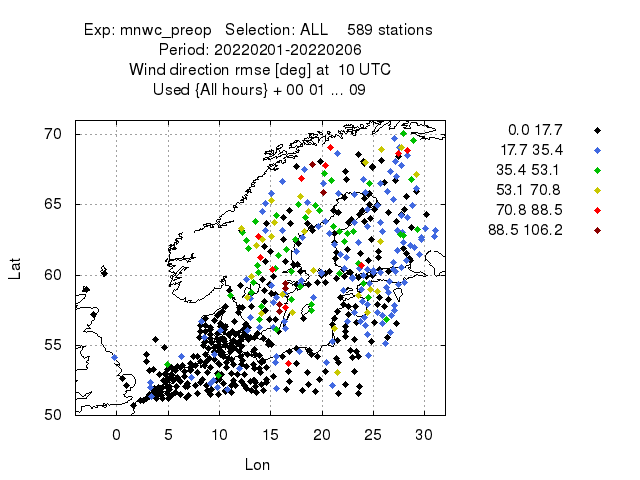 Exp: mnwc_preop   Selection: ALL    589 stations
Period: 20220201-20220206
Wind direction rmse [deg] at  10 UTC
Used {All hours} + 00 01 ... 09
70
65
60
55
50
Lat
0 5 10 15 20 25 30
Lon
0.0 17.7
17.7 35.4
35.4 53.1
53.1 70.8
70.8 88.5
88.5 106.2